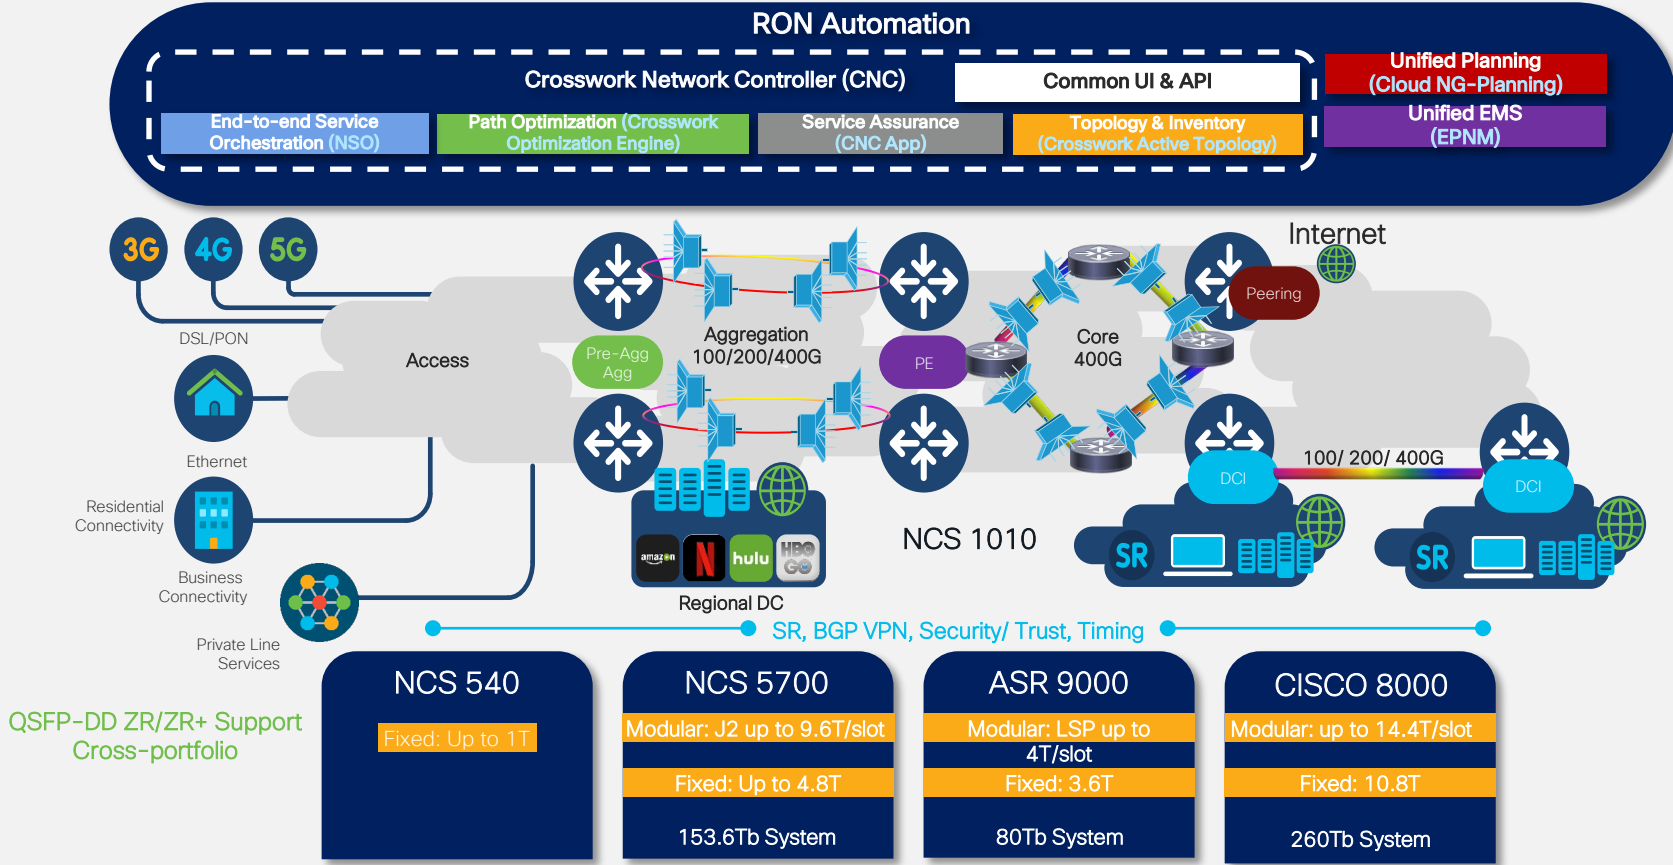 RON Automation
Crosswork Network Controller (CNC)
Common UI & API
Unified Planning
(Cloud NG-Planning)
End-to-end Service
Orchestration (NSO)
Path Optimization (Crosswork
Optimization Engine)
Service Assurance
(CNC App)
Topology & Inventory
(Crosswork Active Topology)
Unified EMS
(EPNM)
3G
4G
5G
Internet
Peering
DSL/PON
Access
Pre-Agg
Agg
Aggregation
100/200/400G
PE
Core
400G
Ethernet
100/ 200/ 400G
DCI
DCI
Residential
Connectivity
amazon
N
hulu
HBO
GO
NCS 1010
SR
SR
Business
Connectivity
Regional DC
Private Line
Services
SR, BGP VPN, Security/ Trust, Timing
QSFP-DD ZR/ZR+ Support
Cross-portfolio
NCS 540
Fixed: Up to 1T
NCS 5700
Modular: J2 up to 9.6T/slot
Fixed: Up to 4.8T
153.6Tb System
ASR 9000
Modular: LSP up to
4T/slot
Fixed: 3.6T
80Tb System
CISCO 8000
Modular: up to 14.4T/slot
Fixed: 10.8T
260Tb System